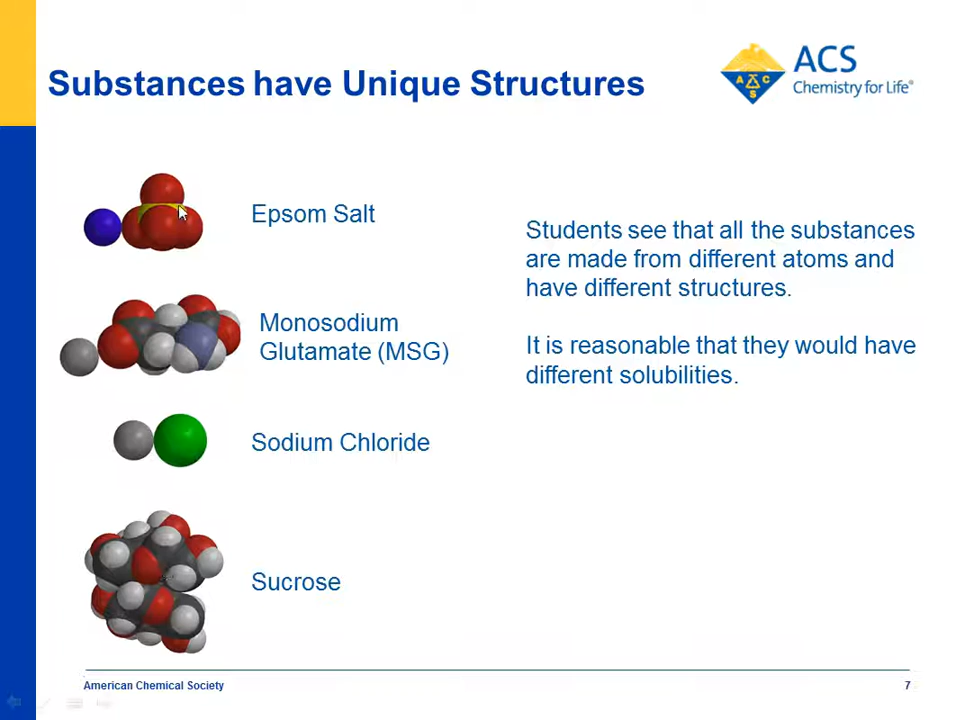 Substances have Unique Structures
ACS
Chemistry for Life®
A C S
Epsom Salt
Monosodium
Glutamate (MSG)
Sodium Chloride
Sucrose
Students see that all the substances
are made from different atoms and
have different structures.
It is reasonable that they would have
different solubilities.
American Chemical Society
7